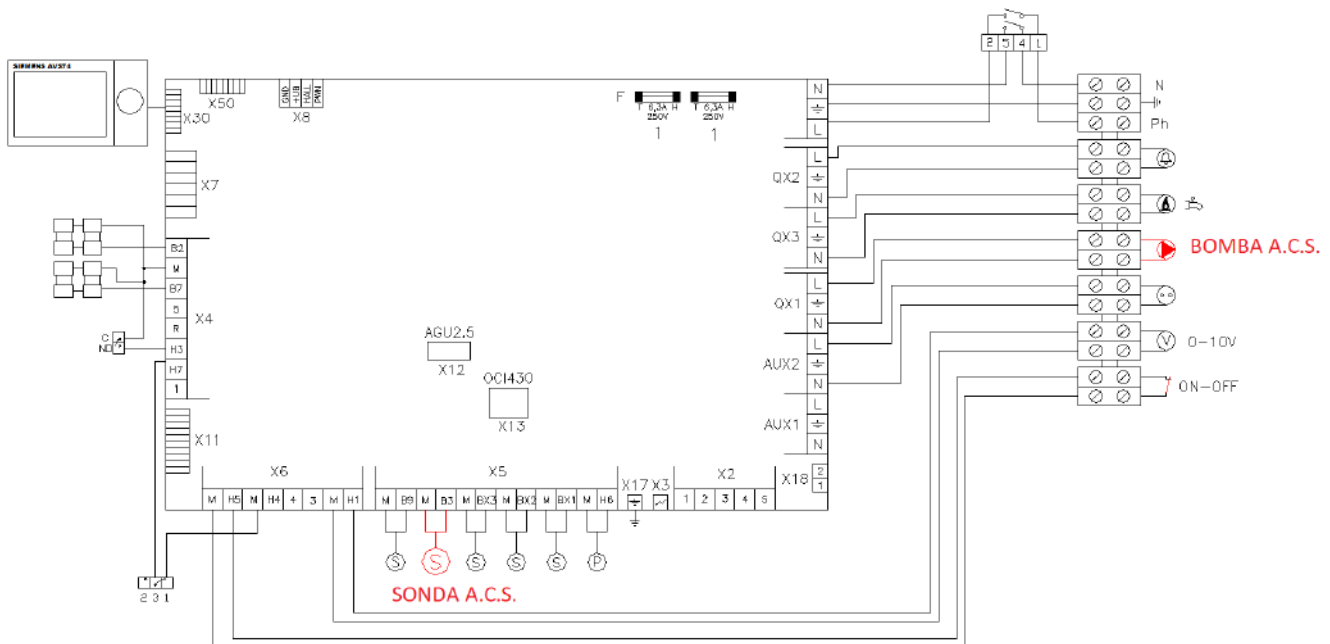 SIEMENS AVS74
X50
X30
GND
+UB
HALL
PWM
X8
F
T 6,3A H
250V
1
T 6,3A H
250V
1
2 3 4 L
N
L
N
Ph
X7
L
QX2
N
L
QX3
N
BOMBA A.C.S.
L
QX1
N
L
AUX2
N
L
AUX1
N
0-10V
ON-OFF
B2
M
B7
5
R
H3
H7
1
X4
C
NO
AGU2.5
X12
OCI430
X13
X11
X6
X5
X17
X3
X2
X18
2
1
M H5 M H4 4 3 M H1
M B9 M B3 M BX3 M BX2 M BX1 M H6
1 2 3 4 5
S S S S S P
V
SONDA A.C.S.
2 3 1